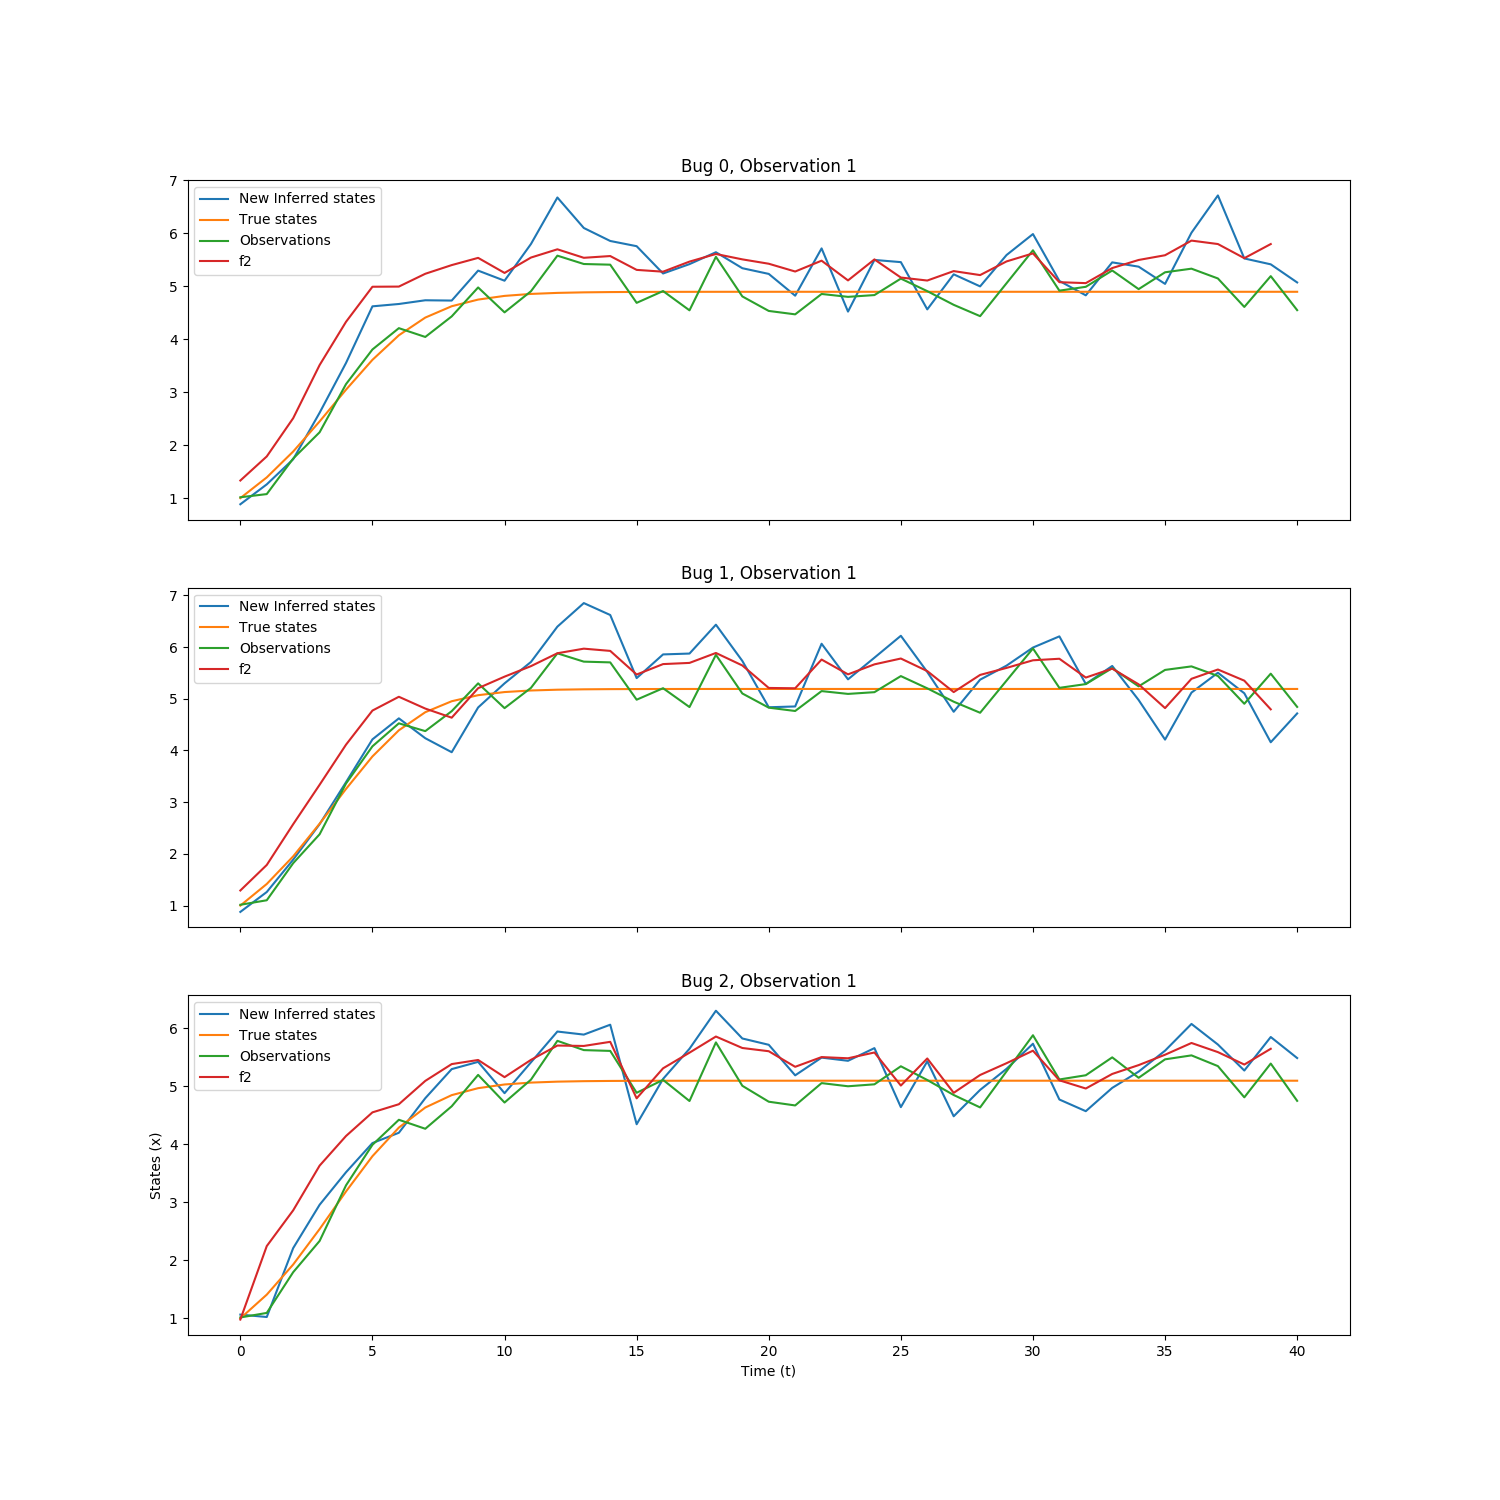 Bug 0, Observation 1
7
6
5
4
3
2
1
New Inferred states
True states
Observations
f2
Bug 1, Observation 1
7
6
5
4
3
2
1
New Inferred states
True states
Observations
f2
Bug 2, Observation 1
6
5
4
3
2
1
States (x)
New Inferred states
True states
Observations
f2
0 5 10 15 20 25 30 35 40
Time (t)